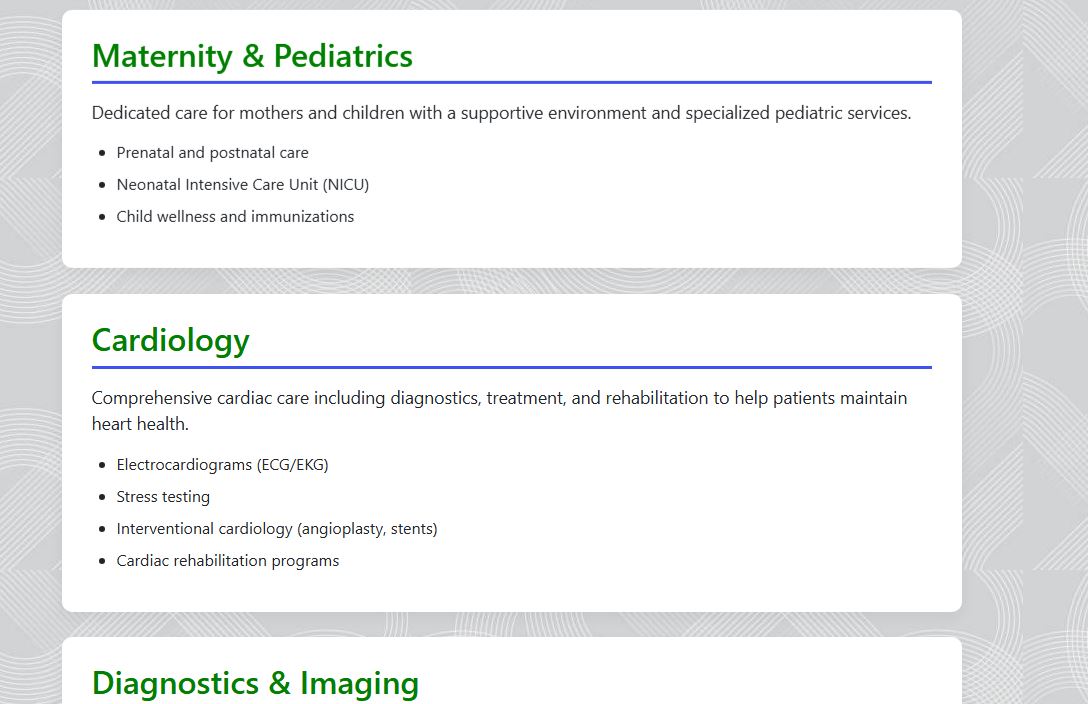 Maternity & Pediatrics
Dedicated care for mothers and children with a supportive environment and specialized pediatric services.
Prenatal and postnatal care
Neonatal Intensive Care Unit (NICU)
Child wellness and immunizations
Cardiology
Comprehensive cardiac care including diagnostics, treatment, and rehabilitation to help patients maintain
heart health.
Electrocardiograms (ECG/EKG)
Stress testing
Interventional cardiology (angioplasty, stents)
Cardiac rehabilitation programs
Diagnostics & Imaging